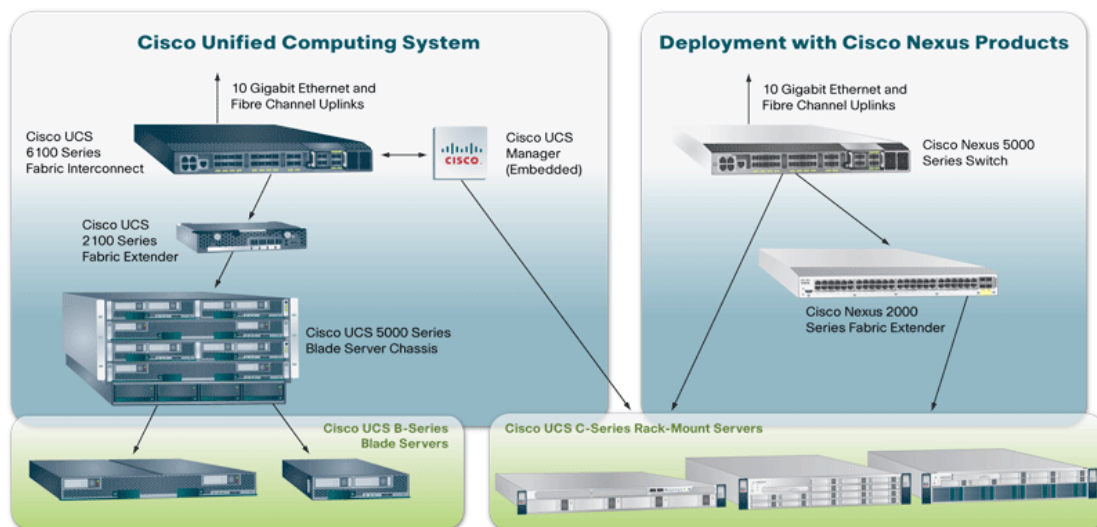 Cisco Unified Computing System
10 Gigabit Ethernet and
Fibre Channel Uplinks
Cisco UCS
6100 Series
Fabric Interconnect
CISCO.
Cisco UCS
Manager
(Embedded)
Cisco UCS
2100 Series
Fabric Extender
Cisco UCS 5000 Series
Blade Server Chassis
Cisco UCS B-Series
Blade Servers
Deployment with Cisco Nexus Products
10 Gigabit Ethernet and
Fibre Channel Uplinks
Cisco Nexus 5000
Series Switch
Cisco Nexus 2000
Series Fabric Extender
Cisco UCS C-Series Rack-Mount Servers